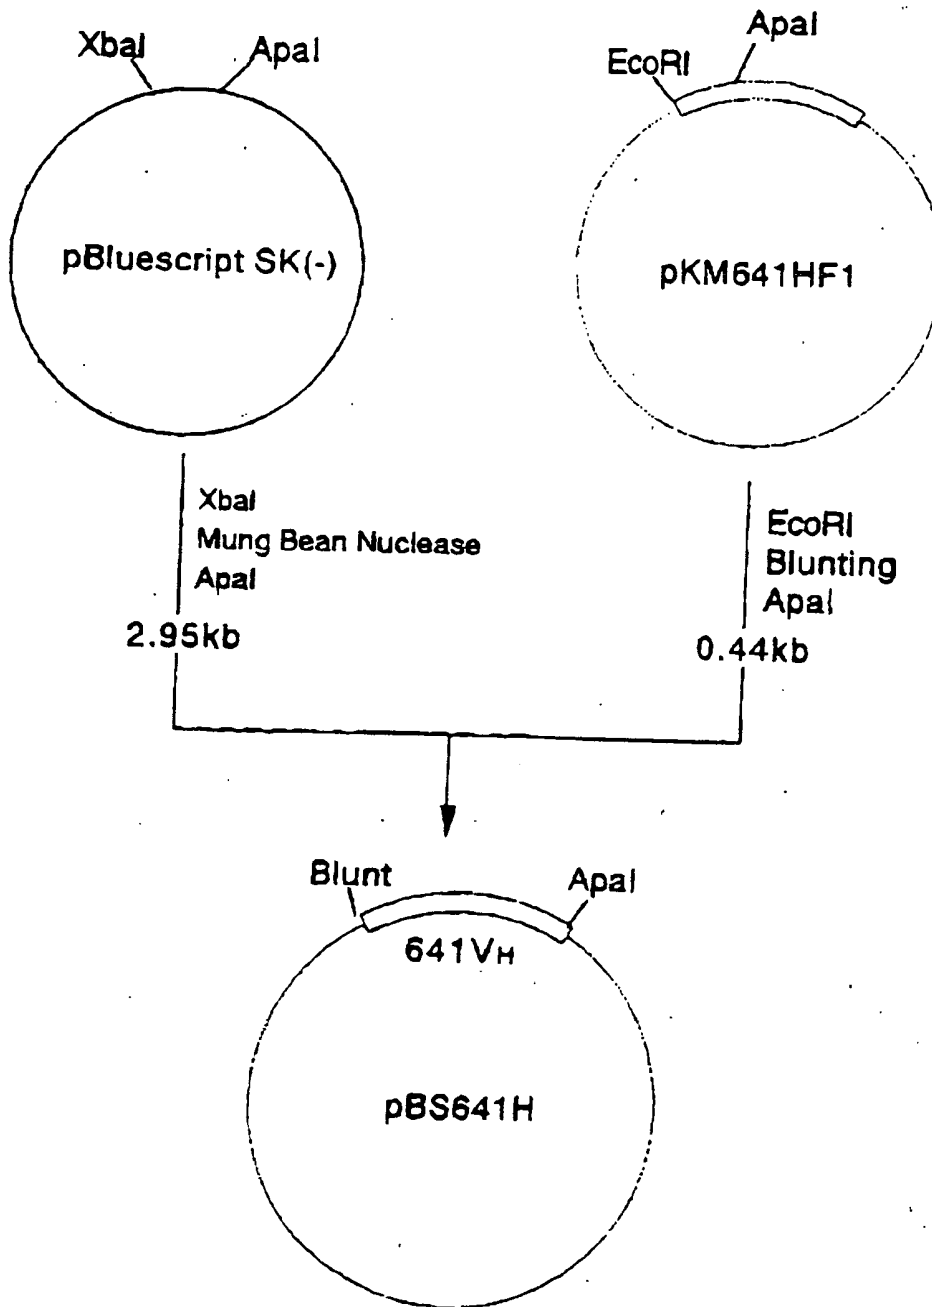 XbaI
ApaI
EcoRI
ApaI
pBluescript SK(-)
pKM641HF1
XbaI
Mung Bean Nuclease
ApaI
2.95kb
EcoRI
Blunting
ApaI
0.44kb
Blunt
ApaI
641VH
pBS641H